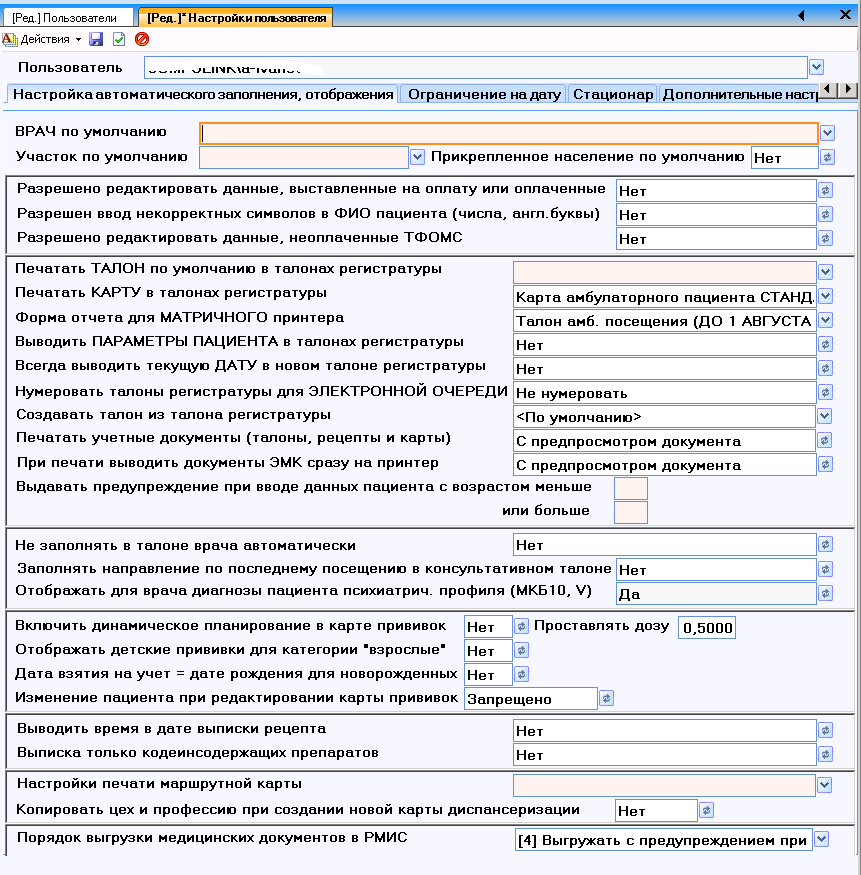 [Ред.] Пользователи
[Ред.]* Настройки пользователя
Действия
Пользователь
Настройка автоматического заполнения, отображения
Ограничение на дату
Стационар
Дополнительные наст
ВРАЧ по умолчанию
Участок по умолчанию
Прикрепленное население по умолчанию Нет
Разрешено редактировать данные, выставленные на оплату или оплаченные Нет
Разрешен ввод некорректных символов в ФИО пациента (числа, англ.буквы) Нет
Разрешено редактировать данные, неоплаченные ТФОМС Нет
Печатать ТАЛОН по умолчанию в талонах регистратуры
Печатать КАРТУ в талонах регистратуры Карта амбулаторного пациента СТАНД.
Форма отчета для МАТРИЧНОГО принтера Талон амб. посещения (ДО 1 АВГУСТА
Выводить ПАРАМЕТРЫ ПАЦИЕНТА в талонах регистратуры Нет
Всегда выводить текущую ДАТУ в новом талоне регистратуры Нет
Нумеровать талоны регистратуры для ЭЛЕКТРОННОЙ ОЧЕРЕДИ Не нумеровать
Создавать талон из талона регистратуры <По умолчанию>
Печатать учетные документы (талоны, рецепты и карты) С предпросмотром документа
При печати выводить документы ЭМК сразу на принтер С предпросмотром документа
Выдавать предупреждение при вводе данных пациента с возрастом меньше
или больше
Не заполнять в талоне врача автоматически Нет
Заполнять направление по последнему посещению в консультативном талоне Нет
Отображать для врача диагнозы пациента психиатрич. профиля (МКБ10, V) Да
Включить динамическое планирование в карте прививок Нет Проставлять дозу 0,5000
Отображать детские прививки для категории "взрослые" Нет
Дата взятия на учет = дате рождения для новорожденных Нет
Изменение пациента при редактировании карты прививок Запрещено
Выводить время в дате выписки рецепта Нет
Выписка только кодеинсодержащих препаратов Нет
Настройки печати маршрутной карты
Копировать цех и профессию при создании новой карты диспансеризации Нет
Порядок выгрузки медицинских документов в РМИС [4] Выгружать с предупреждением при